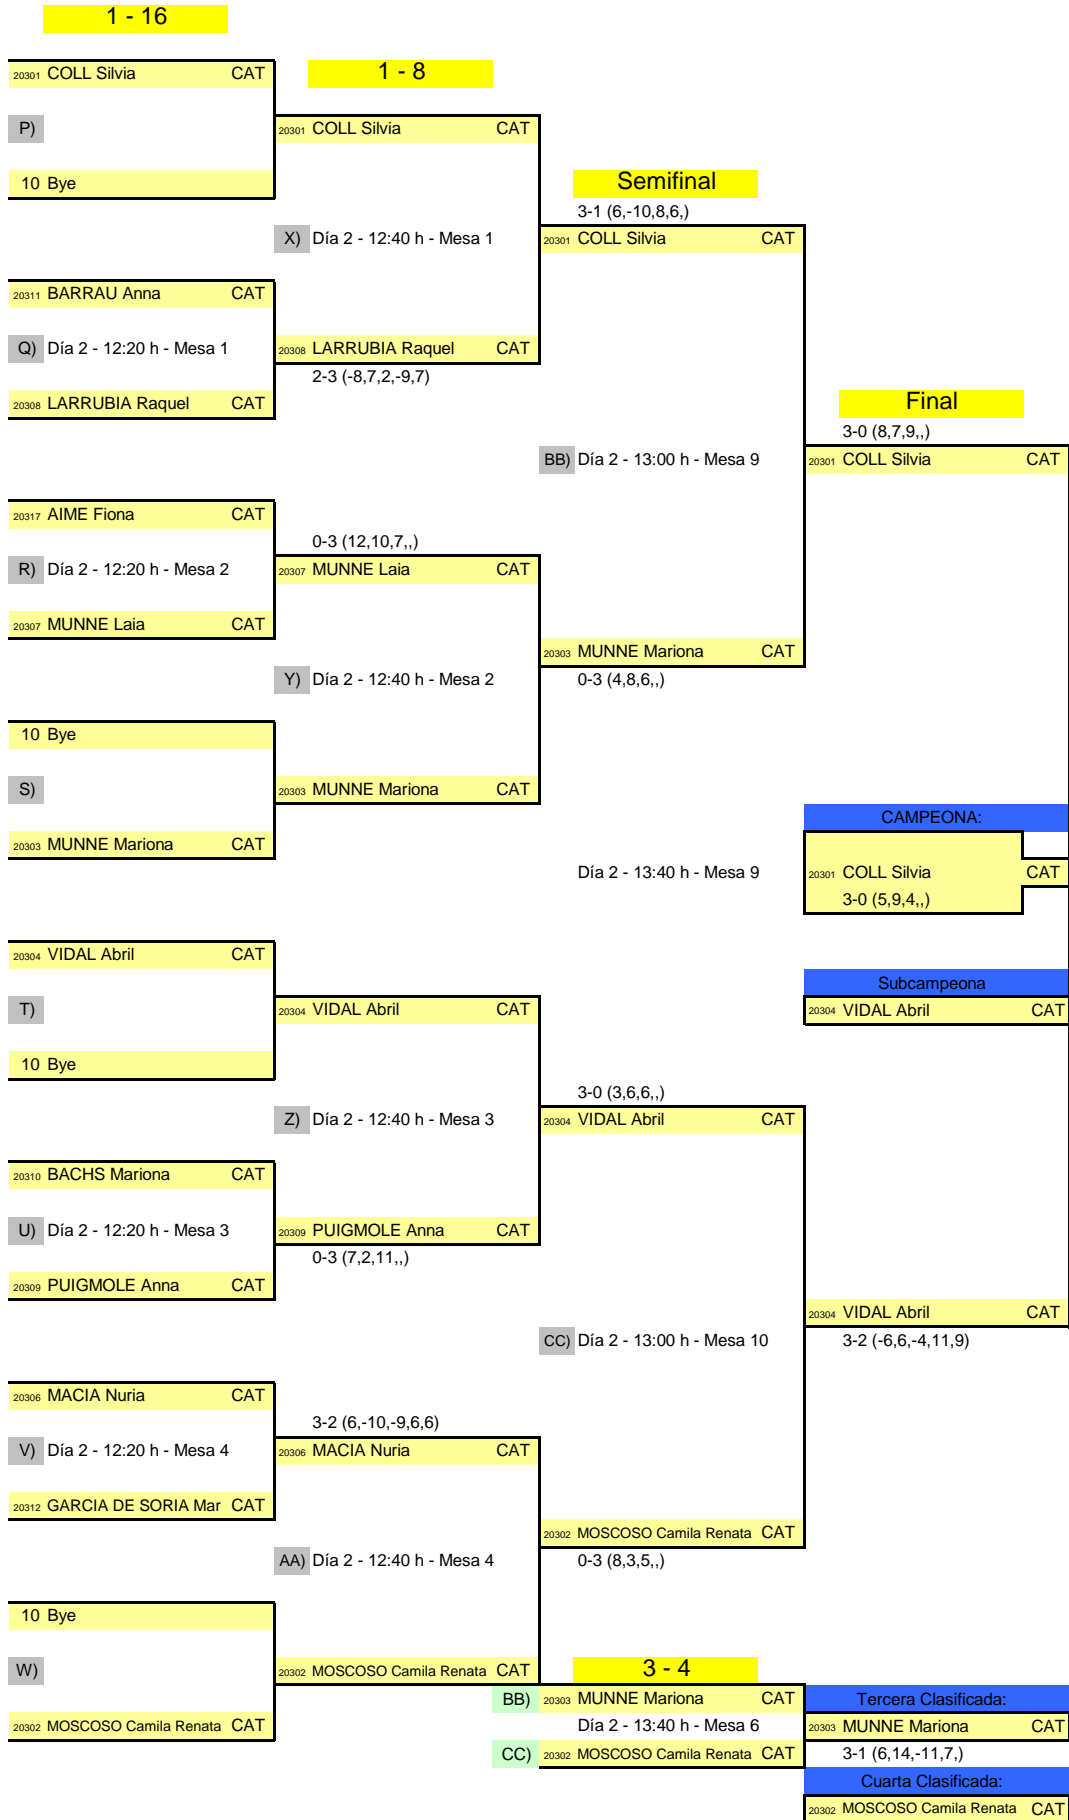 1 - 16
20301 COLL Silvia CAT
1 - 8
P)
20301 COLL Silvia CAT
10 Bye
Semifinal
3-1 (6,-10,8,6,)
X) Día 2 - 12:40 h - Mesa 1
20301 COLL Silvia CAT
20311 BARRAU Anna CAT
Q) Día 2 - 12:20 h - Mesa 1
20308 LARRUBIA Raquel CAT
2-3 (-8,7,2,-9,7)
20308 LARRUBIA Raquel CAT
Final
3-0 (8,7,9,,)
BB) Día 2 - 13:00 h - Mesa 9
20301 COLL Silvia CAT
20317 AIME Fiona CAT
0-3 (12,10,7,,)
R) Día 2 - 12:20 h - Mesa 2
20307 MUNNE Laia CAT
20307 MUNNE Laia CAT
20303 MUNNE Mariona CAT
Y) Día 2 - 12:40 h - Mesa 2
0-3 (4,8,6,,)
10 Bye
S)
20303 MUNNE Mariona CAT
CAMPEONA:
20303 MUNNE Mariona CAT
Día 2 - 13:40 h - Mesa 9
20301 COLL Silvia CAT
3-0 (5,9,4,,)
20304 VIDAL Abril CAT
Subcampeona
T)
20304 VIDAL Abril CAT
20304 VIDAL Abril CAT
10 Bye
3-0 (3,6,6,,)
Z) Día 2 - 12:40 h - Mesa 3
20304 VIDAL Abril CAT
20310 BACHS Mariona CAT
U) Día 2 - 12:20 h - Mesa 3
20309 PUIGMOLE Anna CAT
0-3 (7,2,11,,)
20309 PUIGMOLE Anna CAT
20304 VIDAL Abril CAT
CC) Día 2 - 13:00 h - Mesa 10
3-2 (-6,6,-4,11,9)
20306 MACIA Nuria CAT
3-2 (6,-10,-9,6,6)
V) Día 2 - 12:20 h - Mesa 4
20306 MACIA Nuria CAT
20312 GARCIA DE SORIA Mar CAT
20302 MOSCOSO Camila Renata CAT
AA) Día 2 - 12:40 h - Mesa 4
0-3 (8,3,5,,)
10 Bye
W)
20302 MOSCOSO Camila Renata CAT
3 - 4
BB) 20303 MUNNE Mariona CAT
Tercera Clasificada:
20302 MOSCOSO Camila Renata CAT
Día 2 - 13:40 h - Mesa 6
20303 MUNNE Mariona CAT
CC) 20302 MOSCOSO Camila Renata CAT
3-1 (6,14,-11,7,)
Cuarta Clasificada:
20302 MOSCOSO Camila Renata CAT